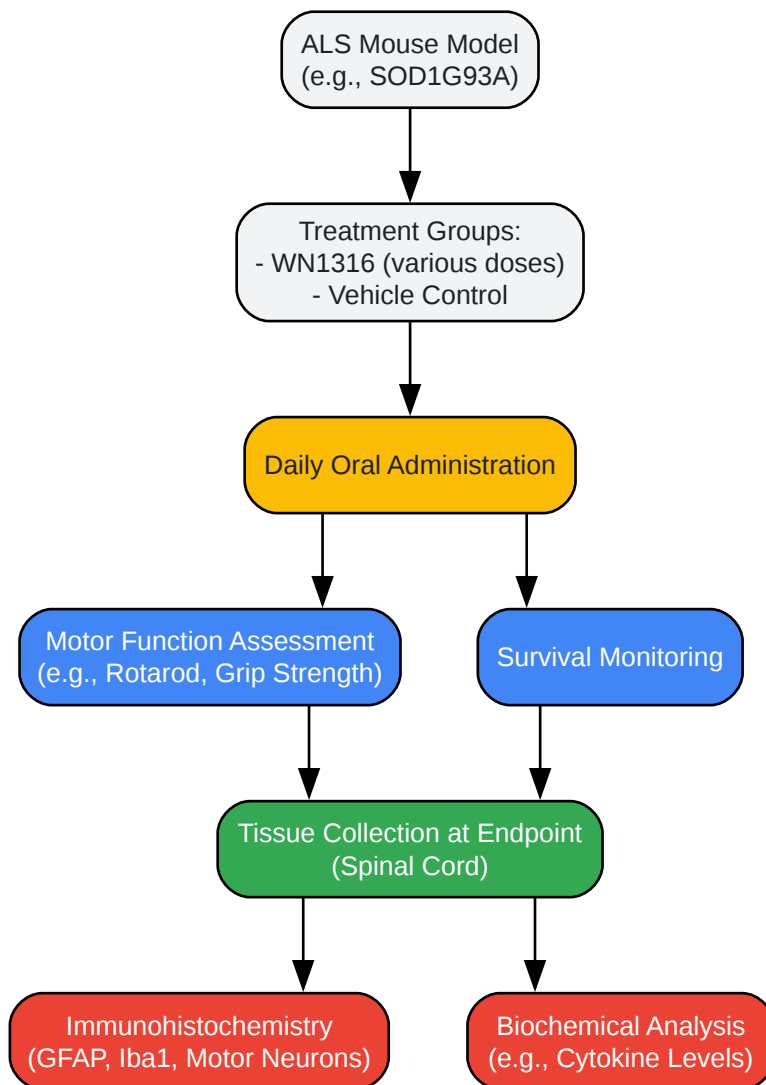 ALS Mouse Model
(e.g., SOD1G93A)
Treatment Groups:
- WN1316 (various doses)
- Vehicle Control
Daily Oral Administration
Motor Function Assessment
(e.g., Rotarod, Grip Strength)
Survival Monitoring
Tissue Collection at Endpoint
(Spinal Cord)
Immunohistochemistry
(GFAP, Iba1, Motor Neurons)
Biochemical Analysis
(e.g., Cytokine Levels)